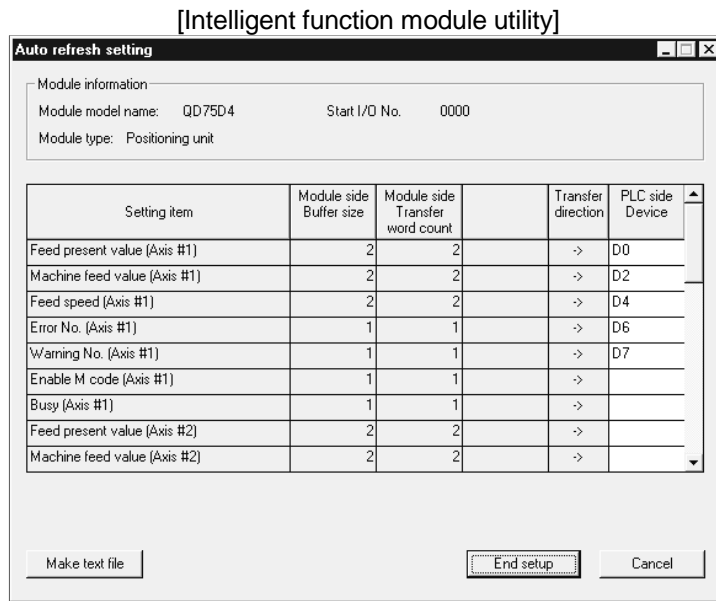 [Intelligent function module utility]
Auto refresh setting
Module information
Module model name: QD75D4 Start I/O No. 0000
Module type: Positioning unit
Setting item Module side Buffer size Module side Transfer word count Transfer direction PLC side Device
Feed present value (Axis #1) 2 2 -> D0
Machine feed value (Axis #1) 2 2 -> D2
Feed speed (Axis #1) 2 2 -> D4
Error No. (Axis #1) 1 1 -> D6
Warning No. (Axis #1) 1 1 -> D7
Enable M code (Axis #1) 1 1 ->
Busy (Axis #1) 1 1 ->
Feed present value (Axis #2) 2 2 ->
Machine feed value (Axis #2) 2 2 ->
Make text file End setup Cancel